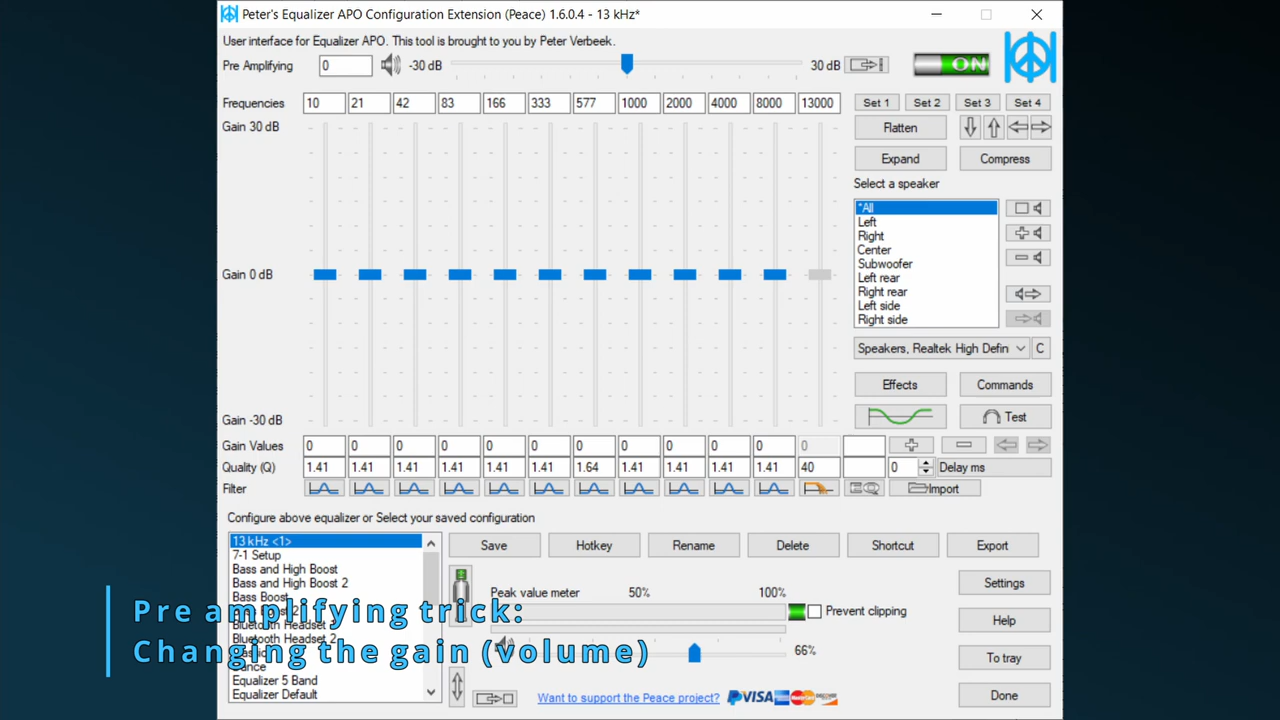 Peter's Equalizer APO Configuration Extension (Peace) 1.6.0.4 - 13 kHz*
User interface for Equalizer APO. This tool is brought to you by Peter Verbeek.
Pre Amplifying 0 -30 dB 30 dB ON
Frequencies 10 21 42 83 166 333 577 1000 2000 4000 8000 13000 Set 1 Set 2 Set 3 Set 4
Gain 30 dB Flatten
Expand Compress
Select a speaker
*All
Left
Right
Center
Subwoofer
Left rear
Right rear
Left side
Right side
Gain 0 dB
Speakers, Realtek High Defin C
Effects Commands
Test
Gain -30 dB
Gain Values 0 0 0 0 0 0 0 0 0 0 0 0
Quality (Q) 1.41 1.41 1.41 1.41 1.41 1.41 1.64 1.41 1.41 1.41 1.41 40 0 Delay ms
Filter Import
Configure above equalizer or Select your saved configuration
13 kHz <1>
7-1 Setup
Bass and High Boost
Bass and High Boost 2
Bass Boost
Bluetooth Headset
Bluetooth Headset 2
Equalizer 5 Band
Equalizer Default
Save Hotkey Rename Delete Shortcut Export
Peak value meter 50% 100%
Prevent clipping
66%
Settings
Help
To tray
Done
Want to support the Peace project? PayPal VISA MasterCard DISCOVER
Pre amplifying trick:
Changing the gain (volume)